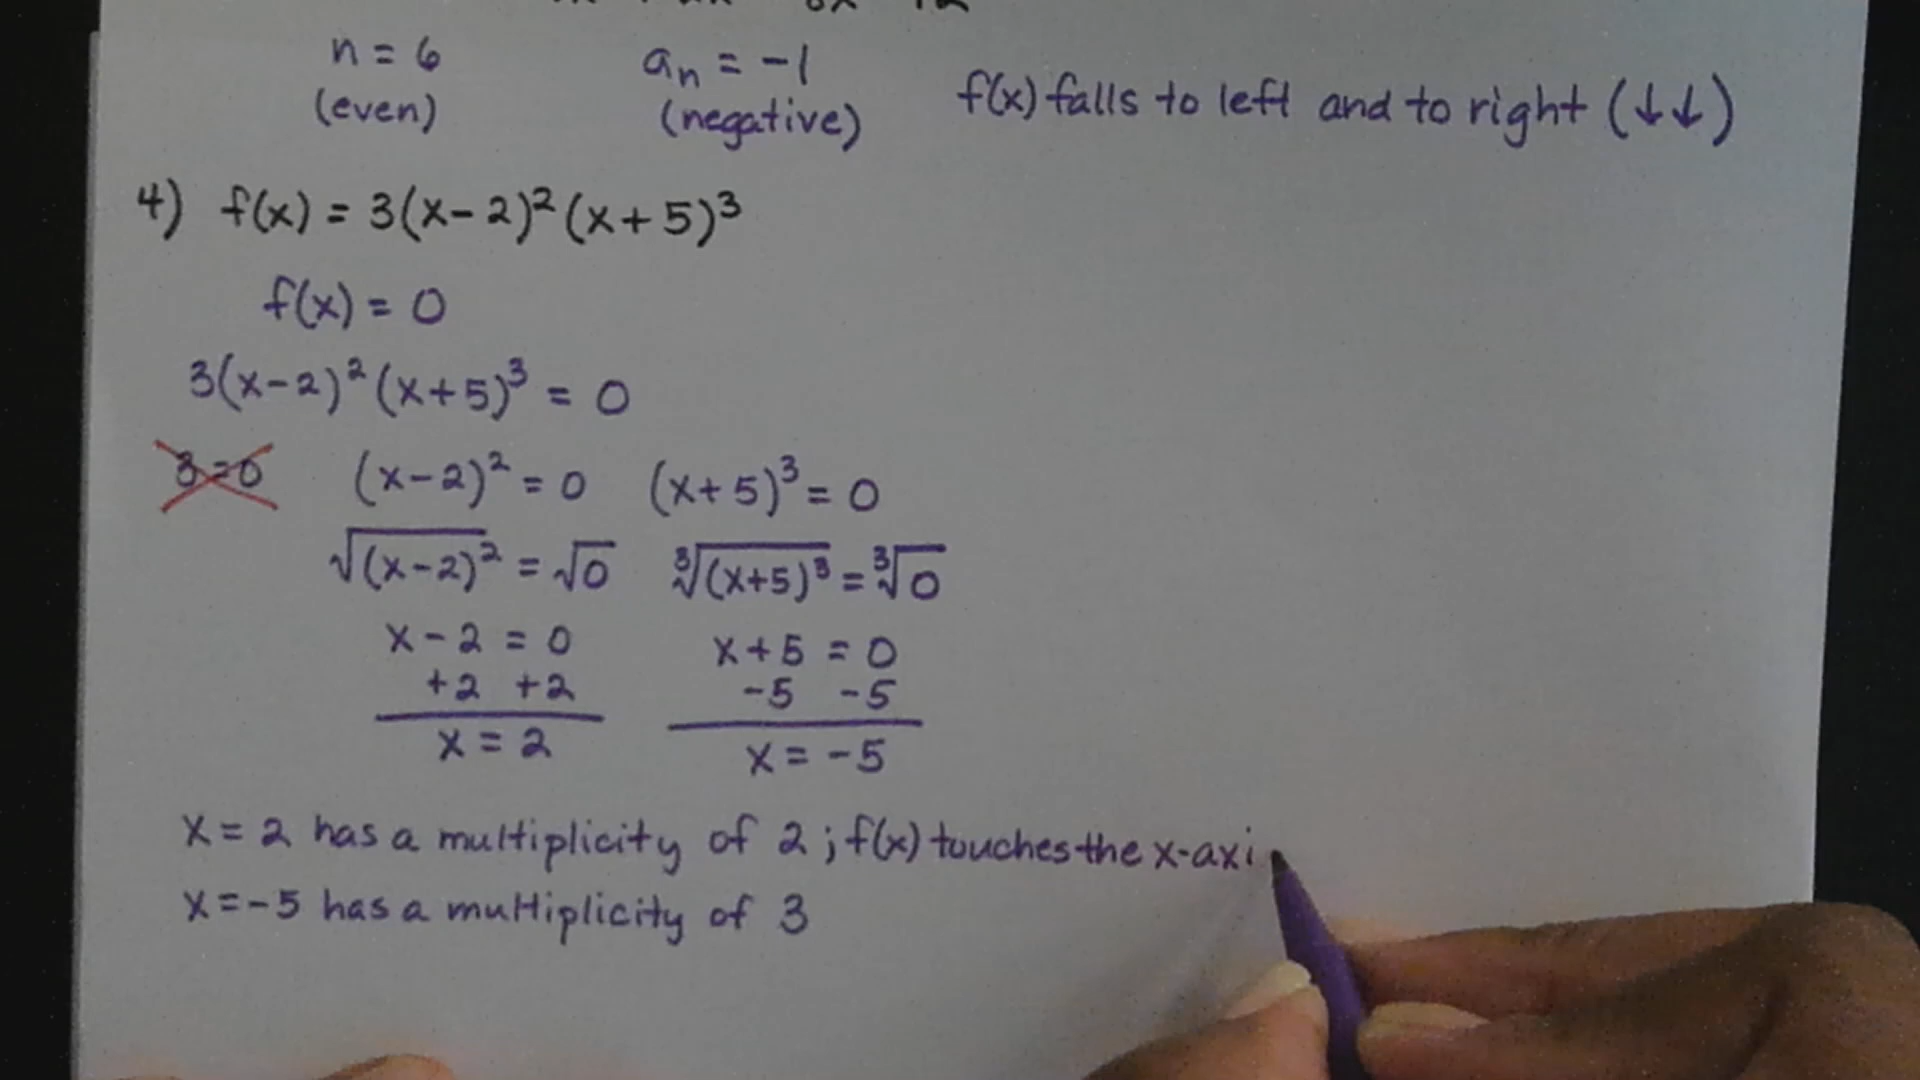 n = 6 aₙ = -1 f(x) falls to left and to right (↓↓)
(even) (negative)
4) f(x) = 3(x-2)² (x+5)³
f(x) = 0
3(x-2)² (x+5)³ = 0
3=0 (x-2)² = 0 (x+5)³ = 0
√(x-2)² = √0 ∛(x+5)³ = ∛0
x - 2 = 0 x + 5 = 0
+2 +2 -5 -5
x = 2 x = -5
x = 2 has a multiplicity of 2 ; f(x) touches the x-axi
x = -5 has a multiplicity of 3